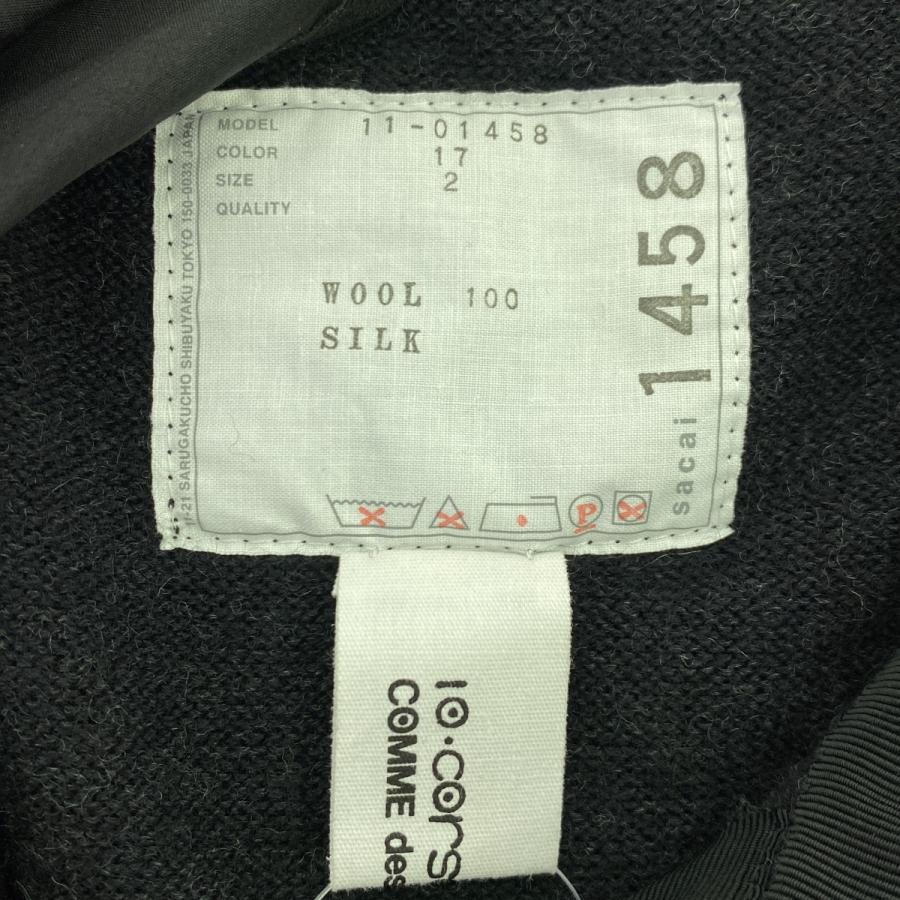 MODEL 11-01458
COLOR 17
SIZE 2
QUALITY
WOOL 100
SILK
sacai 1458
-21 SARUGAKUCHO SHIBUYAKU TOKYO 150-0033 JAPAN
P
10·cors
COMME des